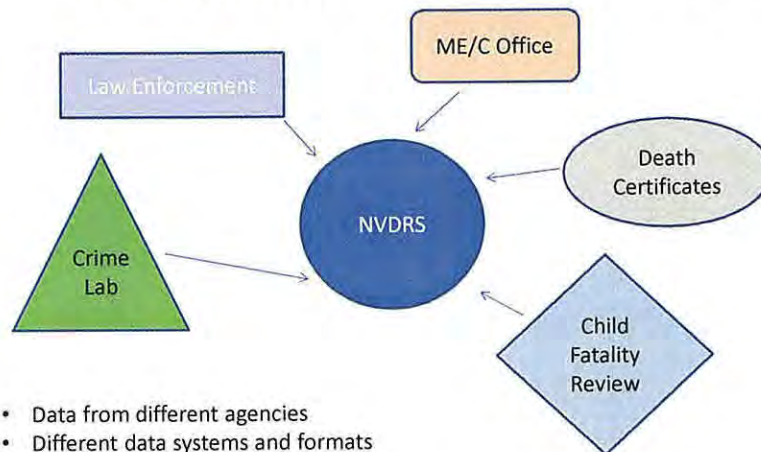 ME/C Office
Law Enforcement
Death
Certificates
NVDRS
Crime
Lab
Child
Fatality
Review
• Data from different agencies
• Different data systems and formats